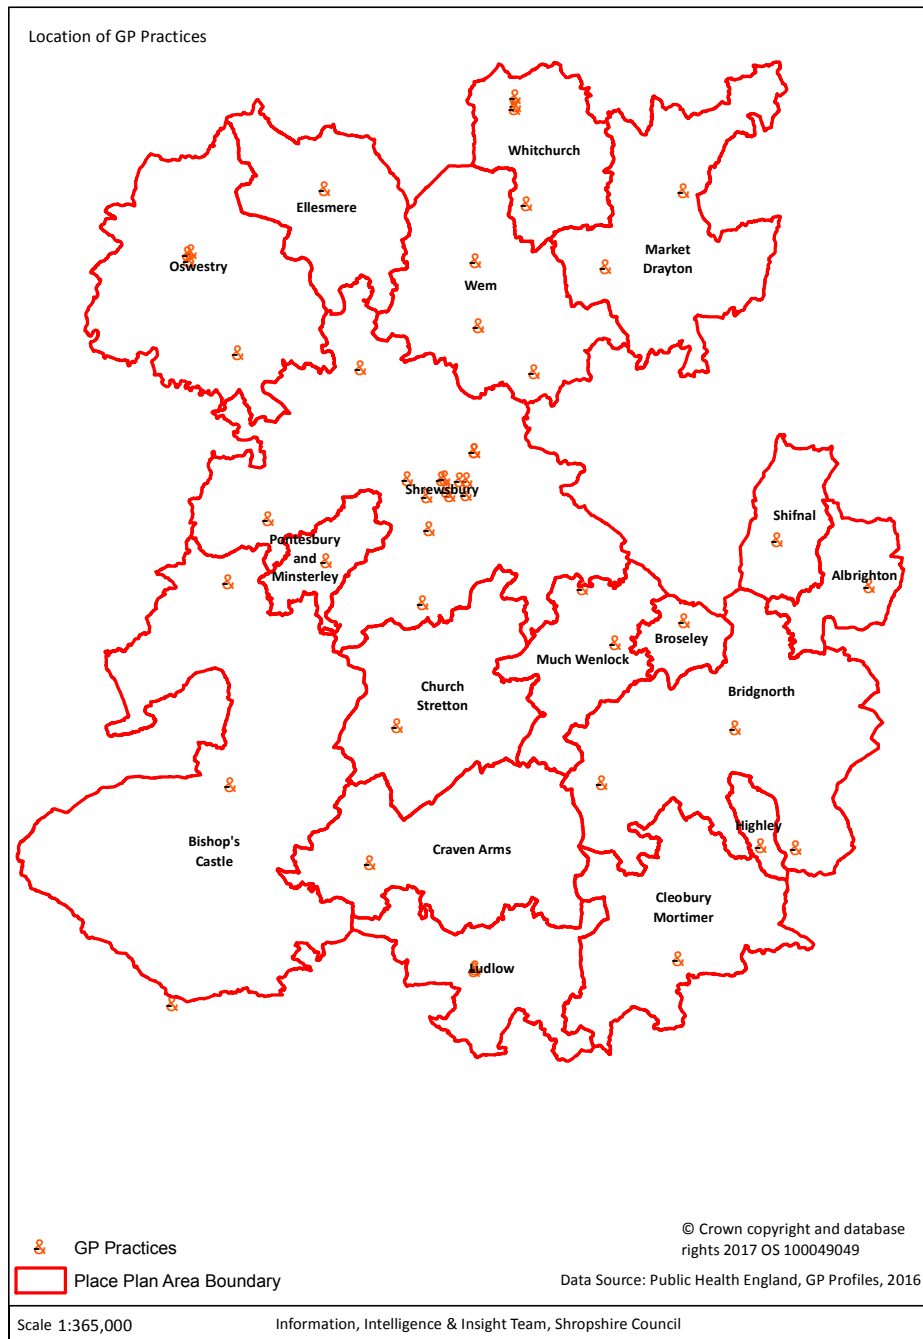 Location of GP Practices
Whitchurch
Ellesmere
Market
Drayton
Oswestry
Wem
Shrewsbury
Shifnal
Pontesbury
and
Minsterley
Albrighton
Broseley
Much Wenlock
Church
Stretton
Bridgnorth
Highley
Bishop's
Castle
Craven Arms
Cleobury
Mortimer
Ludlow
GP Practices
Place Plan Area Boundary
© Crown copyright and database
rights 2017 OS 100049049
Data Source: Public Health England, GP Profiles, 2016
Scale 1:365,000
Information, Intelligence & Insight Team, Shropshire Council